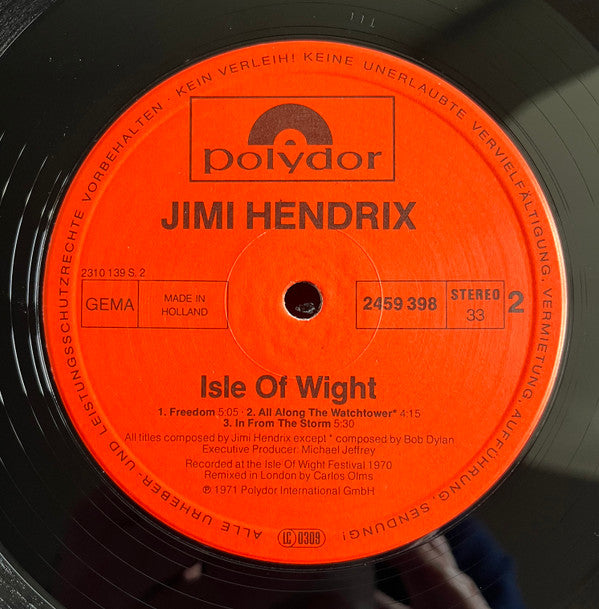 ALLE URHEBER- UND LEISTUNGSSCHUTZRECHTE VORBEHALTEN · KEIN VERLEIH! KEINE UNERLAUBTE VERVIELFÄLTIGUNG, VERMIETUNG, AUFFÜHRUNG, SENDUNG!
polydor
JIMI HENDRIX
2310 139 S. 2
GEMA
MADE IN
HOLLAND
2459 398
STEREO
33
2
Isle Of Wight
1. Freedom 5:05 · 2. All Along The Watchtower* 4:15
3. In From The Storm 5:30
All titles composed by Jimi Hendrix except * composed by Bob Dylan
Executive Producer: Michael Jeffrey
Recorded at the Isle Of Wight Festival 1970
Remixed in London by Carlos Olms
℗ 1971 Polydor International GmbH
LC 0309